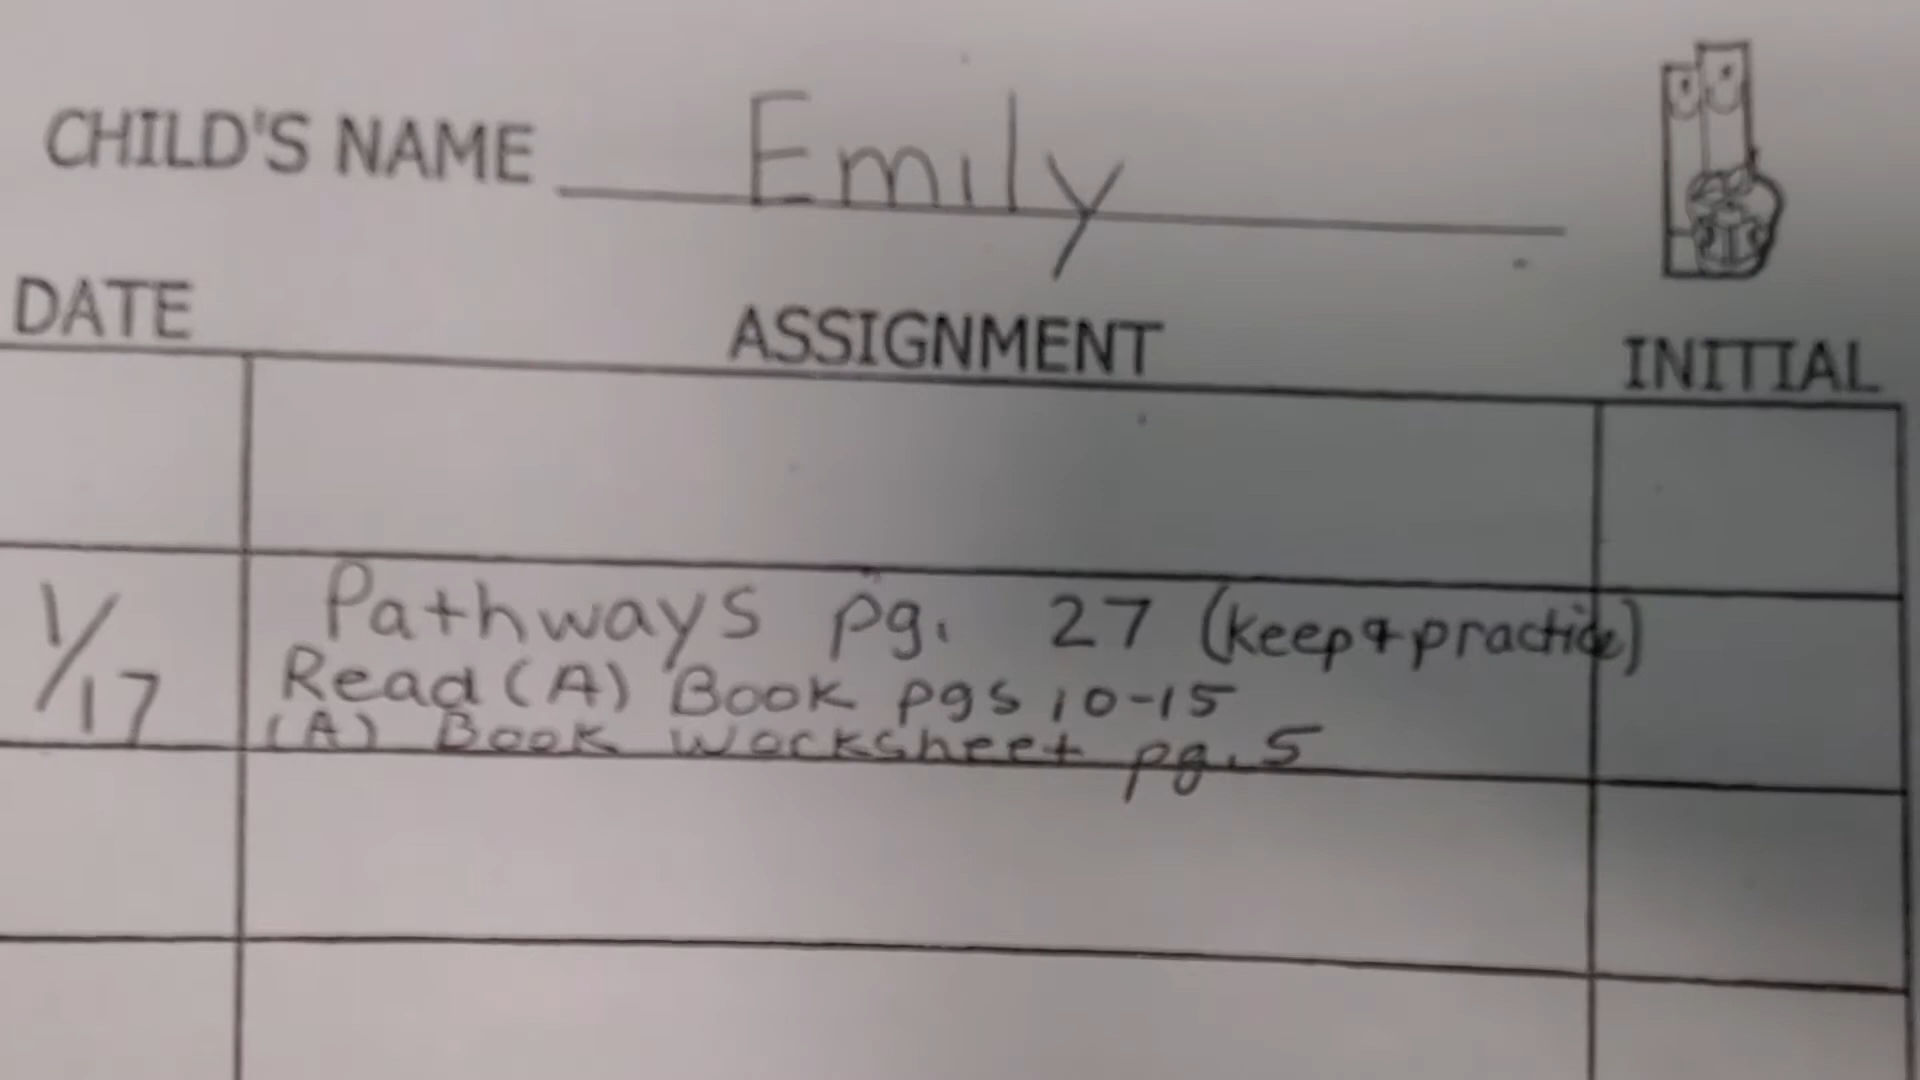 CHILD'S NAME Emily
DATE ASSIGNMENT INITIAL
1/17 Pathways pg. 27 (keep & practice)
Read (A) Book pgs 10-15
(A) Book Worksheet pg. 5